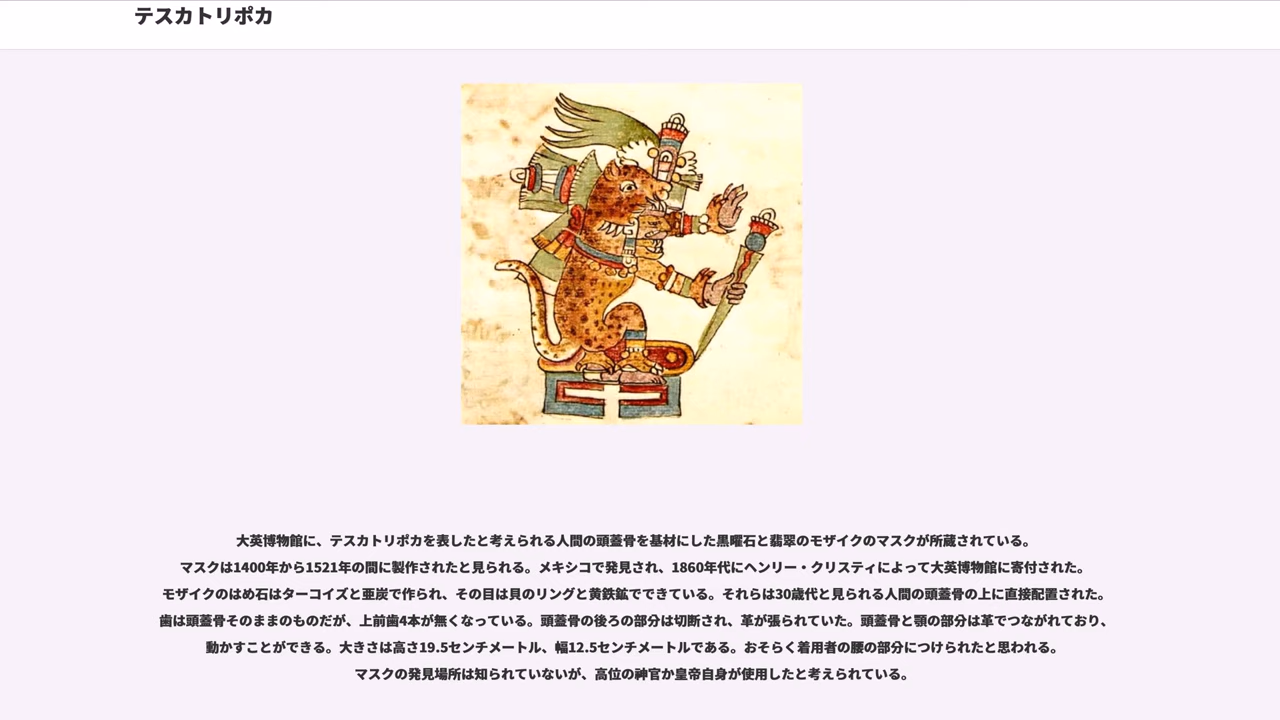 テスカトリポカ
大英博物館に、テスカトリポカを表したと考えられる人間の頭蓋骨を基材にした黒曜石と翡翠のモザイクのマスクが所蔵されている。
マスクは1400年から1521年の間に製作されたと見られる。メキシコで発見され、1860年代にヘンリー・クリスティによって大英博物館に寄付された。
モザイクのはめ石はターコイズと亜炭で作られ、その目は貝のリングと黄鉄鉱でできている。それらは30歳代と見られる人間の頭蓋骨の上に直接配置された。
歯は頭蓋骨そのままのものだが、上前歯4本が無くなっている。頭蓋骨の後ろの部分は切断され、革が張られていた。頭蓋骨と顎の部分は革でつながれており、
動かすことができる。大きさは高さ19.5センチメートル、幅12.5センチメートルである。おそらく着用者の腰の部分につけられたと思われる。
マスクの発見場所は知られていないが、高位の神官か皇帝自身が使用したと考えられている。